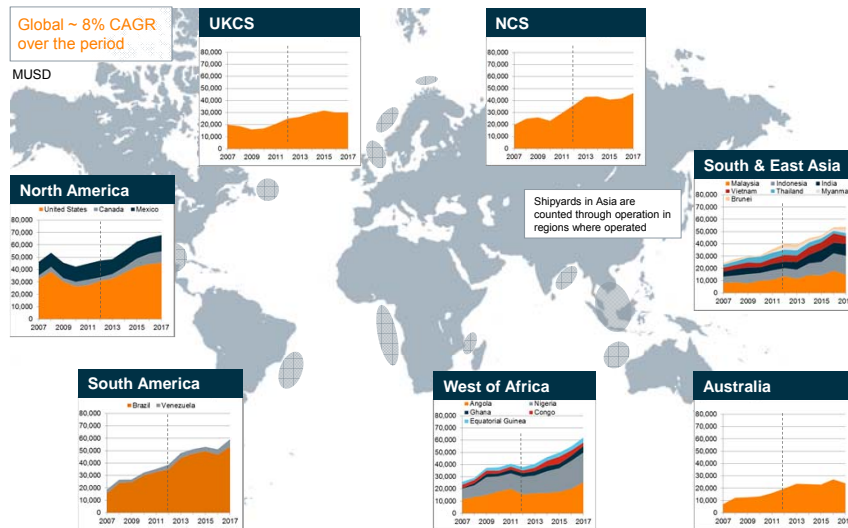 Global ~ 8% CAGR
over the period
MUSD
UKCS
80,000
70,000
60,000
50,000
40,000
30,000
20,000
10,000
0
2007 2009 2011 2013 2015 2017
NCS
80,000
70,000
60,000
50,000
40,000
30,000
20,000
10,000
0
2007 2009 2011 2013 2015 2017
North America
United States Canada Mexico
80,000
70,000
60,000
50,000
40,000
30,000
20,000
10,000
0
2007 2009 2011 2013 2015 2017
Shipyards in Asia are
counted through operation in
regions where operated
South & East Asia
Malaysia Indonesia India
Vietnam Thailand Myanma
Brunei
80,000
70,000
60,000
50,000
40,000
30,000
20,000
10,000
0
2007 2009 2011 2013 2015 201
South America
Brazil Venezuela
80,000
70,000
60,000
50,000
40,000
30,000
20,000
10,000
0
2007 2009 2011 2013 2015 2017
West of Africa
Angola Nigeria
Ghana Congo
Equatorial Guinea
80,000
70,000
60,000
50,000
40,000
30,000
20,000
10,000
0
2007 2009 2011 2013 2015 2017
Australia
80,000
70,000
60,000
50,000
40,000
30,000
20,000
10,000
0
2007 2009 2011 2013 2015 201